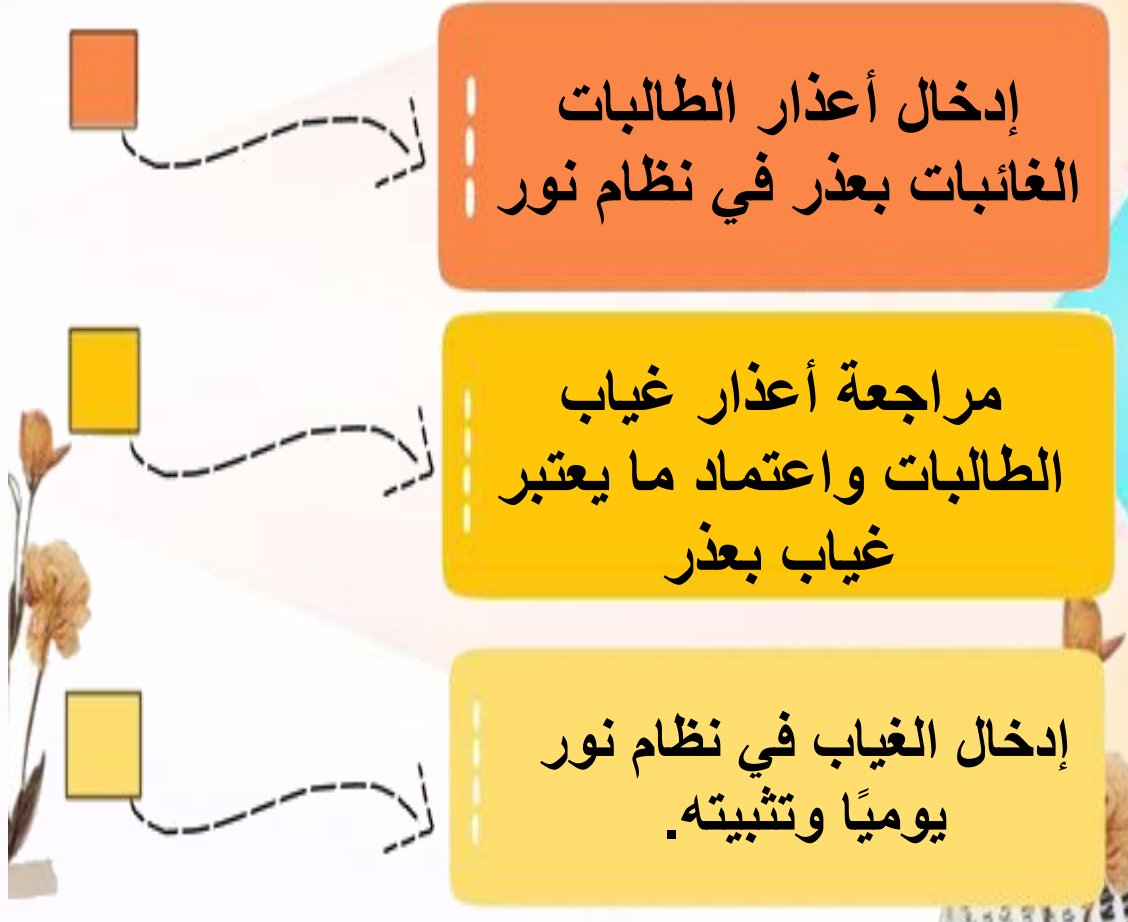 إدخال أعذار الطالبات
الغائبات بعذر في نظام نور
مراجعة أعذار غياب
الطالبات واعتماد ما يعتبر
غياب بعذر
إدخال الغياب في نظام نور
يوميًا وتثبيته.